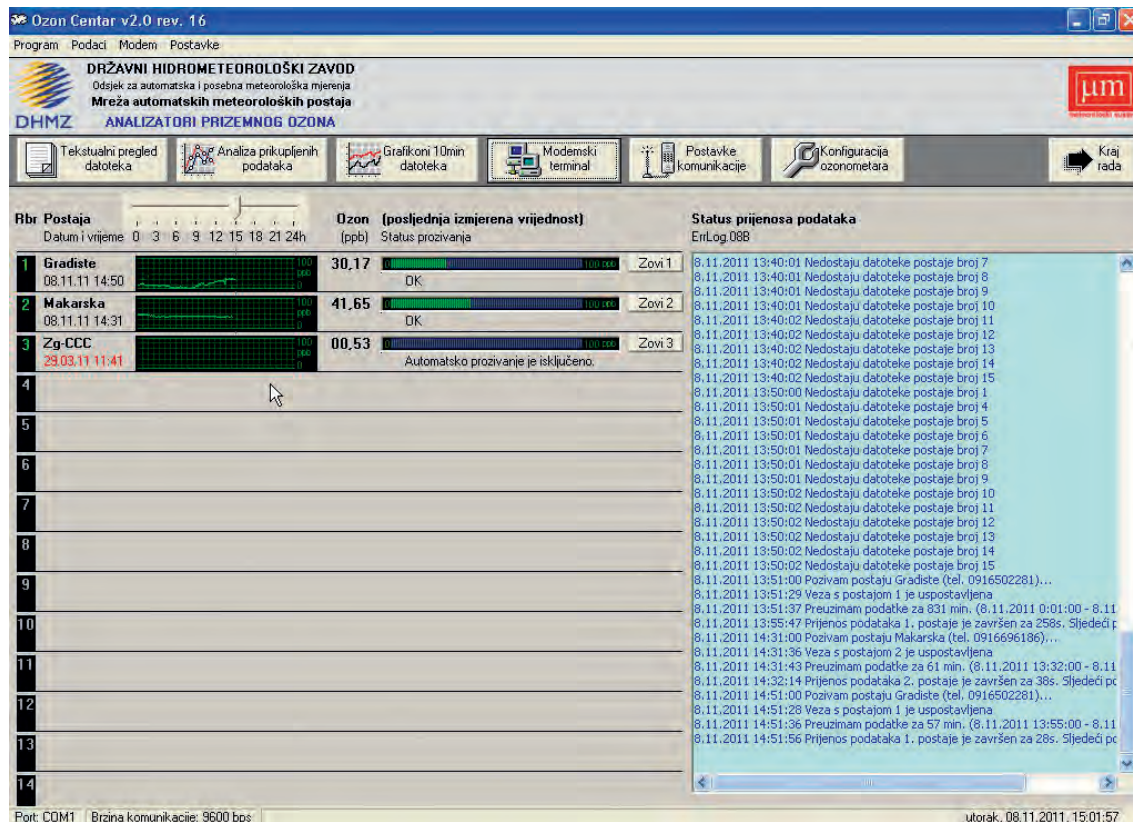 Ozon Centar v2.0 rev. 16
Program Podaci Modem Postavke
DRŽAVNI HIDROMETEOROLOŠKI ZAVOD
Odsjek za automatska i posebna meteorološka mjerenja
Mreža automatskih meteoroloških postaja
DHMZ ANALIZATORI PRIZEMNOG OZONA
µm
Tekstualni pregled datoteka
Analiza prikupljenih podataka
Grafikoni 10min datoteka
Modemski terminal
Postavke komunikacije
Konfiguracija ozonometara
Kraj rada
Rbr Postaja Ozon (posljednja izmjerena vrijednost)
Datum i vrijeme 0 3 6 9 12 15 18 21 24h (ppb) Status prozivanja
1 Gradiste 100 30,17 0 100 ppb Zovi 1
08.11.11 14:50 ppb 0 OK
2 Makarska 100 41,65 0 100 ppb Zovi 2
08.11.11 14:31 ppb 0 OK
3 Zg-CCC 100 00,53 0 100 ppb Zovi 3
29.03.11 11:41 ppb 0 Automatsko prozivanje je isključeno.
4
5
6
7
8
9
10
11
12
13
14
Status prijenosa podataka
ErrLog.08B
8.11.2011 13:40:01 Nedostaju datoteke postaje broj 7
8.11.2011 13:40:01 Nedostaju datoteke postaje broj 8
8.11.2011 13:40:01 Nedostaju datoteke postaje broj 9
8.11.2011 13:40:01 Nedostaju datoteke postaje broj 10
8.11.2011 13:40:02 Nedostaju datoteke postaje broj 11
8.11.2011 13:40:02 Nedostaju datoteke postaje broj 12
8.11.2011 13:40:02 Nedostaju datoteke postaje broj 13
8.11.2011 13:40:02 Nedostaju datoteke postaje broj 14
8.11.2011 13:40:02 Nedostaju datoteke postaje broj 15
8.11.2011 13:50:00 Nedostaju datoteke postaje broj 1
8.11.2011 13:50:01 Nedostaju datoteke postaje broj 4
8.11.2011 13:50:01 Nedostaju datoteke postaje broj 5
8.11.2011 13:50:01 Nedostaju datoteke postaje broj 6
8.11.2011 13:50:01 Nedostaju datoteke postaje broj 7
8.11.2011 13:50:01 Nedostaju datoteke postaje broj 8
8.11.2011 13:50:01 Nedostaju datoteke postaje broj 9
8.11.2011 13:50:02 Nedostaju datoteke postaje broj 10
8.11.2011 13:50:02 Nedostaju datoteke postaje broj 11
8.11.2011 13:50:02 Nedostaju datoteke postaje broj 12
8.11.2011 13:50:02 Nedostaju datoteke postaje broj 13
8.11.2011 13:50:02 Nedostaju datoteke postaje broj 14
8.11.2011 13:50:02 Nedostaju datoteke postaje broj 15
8.11.2011 13:51:00 Pozivam postaju Gradiste (tel. 0916502281)...
8.11.2011 13:51:29 Veza s postajom 1 je uspostavljena
8.11.2011 13:51:37 Preuzimam podatke za 831 min. (8.11.2011 0:01:00 - 8.11
8.11.2011 13:55:47 Prijenos podataka 1. postaje je završen za 258s. Sljedeći p
8.11.2011 14:31:00 Pozivam postaju Makarska (tel. 0916696186)...
8.11.2011 14:31:36 Veza s postajom 2 je uspostavljena
8.11.2011 14:31:43 Preuzimam podatke za 61 min. (8.11.2011 13:32:00 - 8.11
8.11.2011 14:32:14 Prijenos podataka 2. postaje je završen za 38s. Sljedeći po
8.11.2011 14:51:00 Pozivam postaju Gradiste (tel. 0916502281)...
8.11.2011 14:51:28 Veza s postajom 1 je uspostavljena
8.11.2011 14:51:36 Preuzimam podatke za 57 min. (8.11.2011 13:55:00 - 8.11
8.11.2011 14:51:56 Prijenos podataka 1. postaje je završen za 28s. Sljedeći po
Port: COM1 Brzina komunikacije: 9600 bps utorak, 08.11.2011, 15:01:57